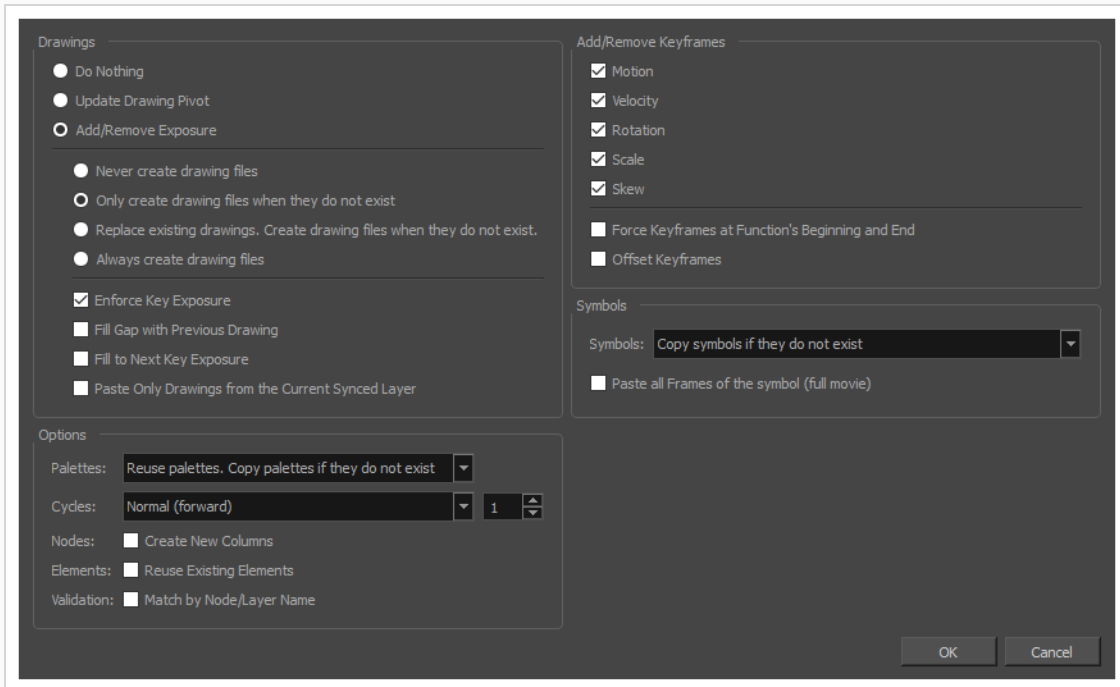 Drawings
Do Nothing
Update Drawing Pivot
Add/Remove Exposure
Never create drawing files
Only create drawing files when they do not exist
Replace existing drawings. Create drawing files when they do not exist.
Always create drawing files
Enforce Key Exposure
Fill Gap with Previous Drawing
Fill to Next Key Exposure
Paste Only Drawings from the Current Synced Layer
Options
Palettes: Reuse palettes. Copy palettes if they do not exist
Cycles: Normal (forward) 1
Nodes: Create New Columns
Elements: Reuse Existing Elements
Validation: Match by Node/Layer Name
Add/Remove Keyframes
Motion
Velocity
Rotation
Scale
Skew
Force Keyframes at Function's Beginning and End
Offset Keyframes
Symbols
Symbols: Copy symbols if they do not exist
Paste all Frames of the symbol (full movie)
OK Cancel